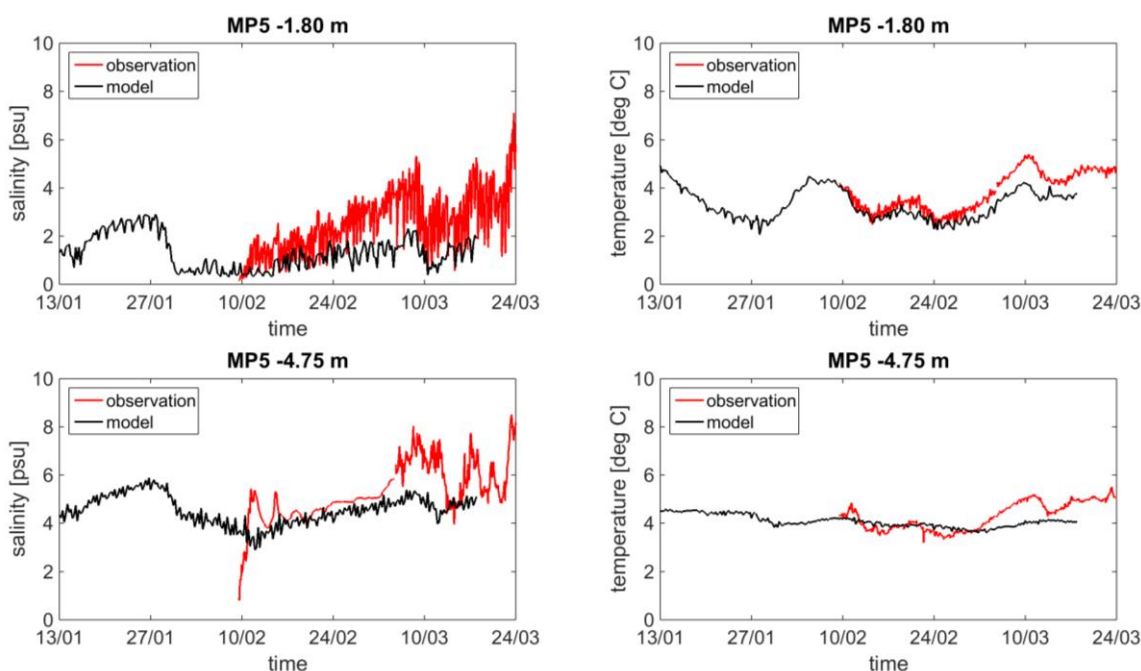 MP5 -1.80 m
10
8
6
4
2
0
salinity [psu]
observation
model
13/01 27/01 10/02 24/02 10/03 24/03
time
MP5 -1.80 m
10
8
6
4
2
0
temperature [deg C]
observation
model
13/01 27/01 10/02 24/02 10/03 24/03
time
MP5 -4.75 m
10
8
6
4
2
0
salinity [psu]
observation
model
13/01 27/01 10/02 24/02 10/03 24/03
time
MP5 -4.75 m
10
8
6
4
2
0
temperature [deg C]
observation
model
13/01 27/01 10/02 24/02 10/03 24/03
time